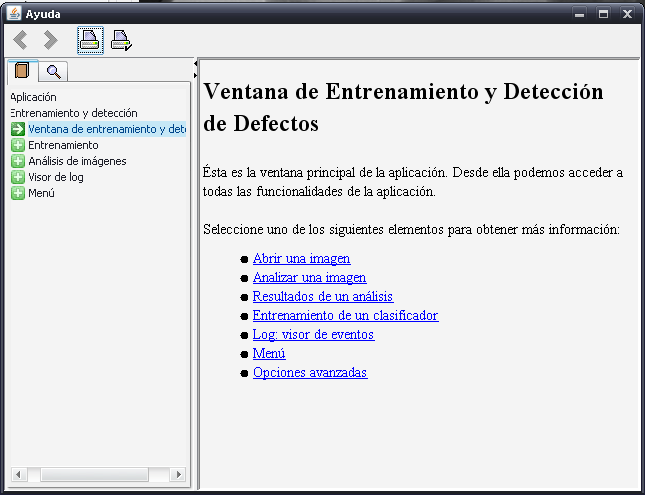 Ayuda
Aplicación
Entrenamiento y detección
Ventana de entrenamiento y dete
Entrenamiento
Análisis de imágenes
Visor de log
Menú
Ventana de Entrenamiento y Detección
de Defectos
Ésta es la ventana principal de la aplicación. Desde ella podemos acceder a
todas las funcionalidades de la aplicación.
Seleccione uno de los siguientes elementos para obtener más información:
Abrir una imagen
Analizar una imagen
Resultados de un análisis
Entrenamiento de un clasificador
Log: visor de eventos
Menú
Opciones avanzadas